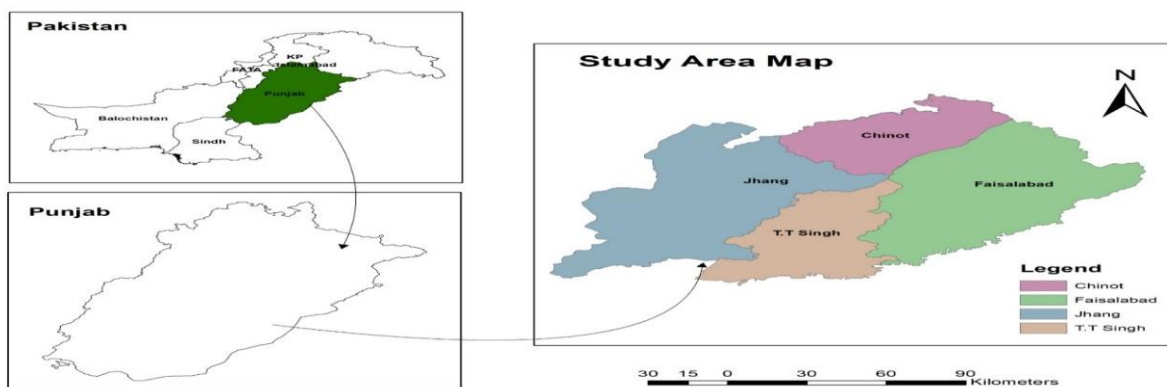 Pakistan
KP
FATA
Islamabad
Punjab
Balochistan
Sindh
Punjab
Study Area Map
N
Chinot
Jhang
Faisalabad
T.T Singh
Legend
Chinot
Faisalabad
Jhang
T.T Singh
30 15 0 30 60 90
Kilometers